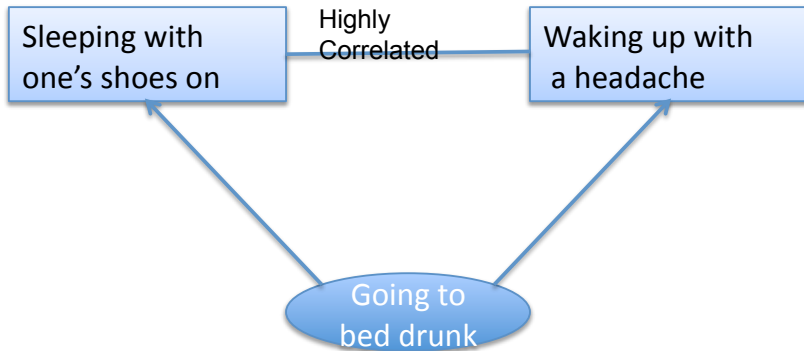 Sleeping with
one’s shoes on
Highly
Correlated
Waking up with
a headache
Going to
bed drunk